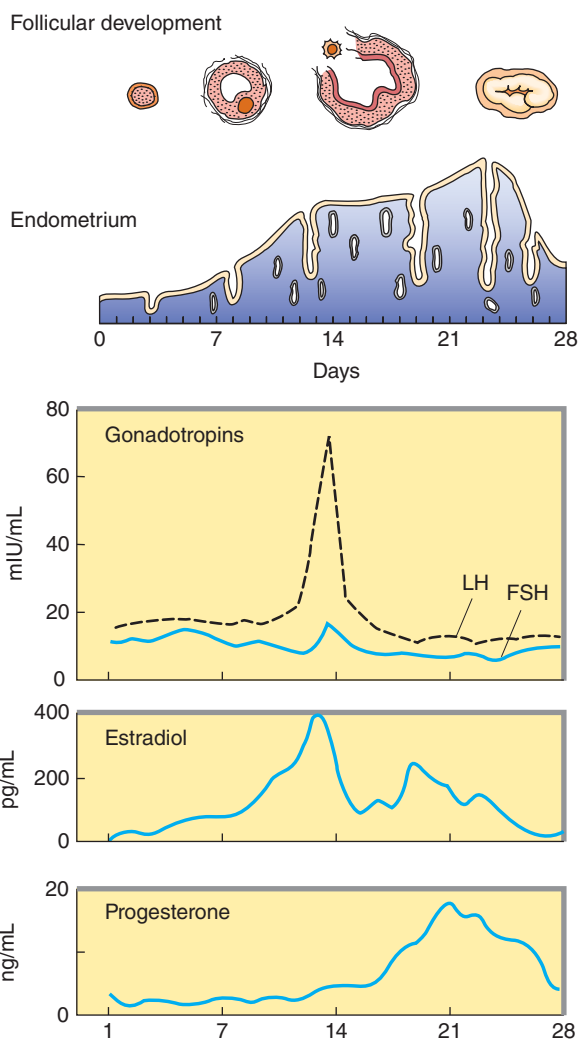 Follicular development
Endometrium
0 7 14 21 28
Days
80
Gonadotropins
60
mIU/mL
40
LH
FSH
20
0
400
Estradiol
pg/mL
200
0
20
Progesterone
ng/mL
10
0
1 7 14 21 28